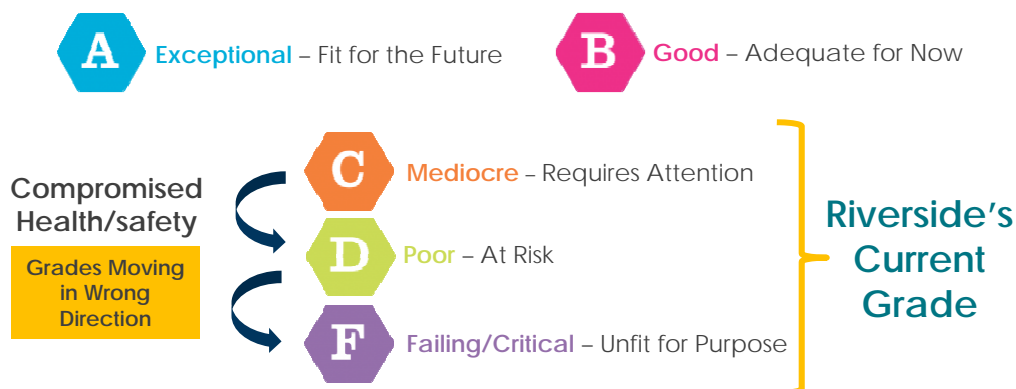 A Exceptional – Fit for the Future
B Good – Adequate for Now
C Mediocre – Requires Attention
D Poor – At Risk
F Failing/Critical – Unfit for Purpose
Compromised
Health/safety
Grades Moving
in Wrong
Direction
Riverside's
Current
Grade